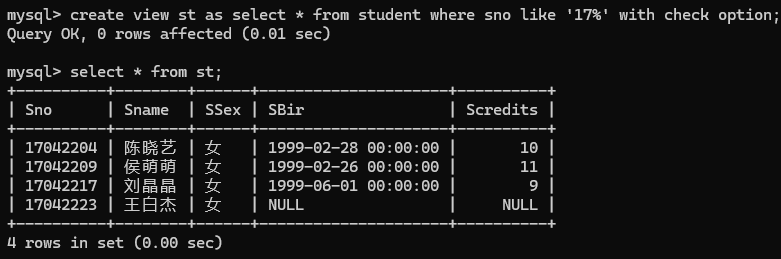 mysql> create view st as select * from student where sno like '17%' with check option;
Query OK, 0 rows affected (0.01 sec)
mysql> select * from st;
+----------+--------+------+---------------------+----------+
| Sno      | Sname  | SSex | SBir                | Scredits |
+----------+--------+------+---------------------+----------+
| 17042204 | 陈晓艺 | 女   | 1999-02-28 00:00:00 |       10 |
| 17042209 | 侯萌萌 | 女   | 1999-02-26 00:00:00 |       11 |
| 17042217 | 刘晶晶 | 女   | 1999-06-01 00:00:00 |        9 |
| 17042223 | 王白杰 | 女   | NULL                |     NULL |
+----------+--------+------+---------------------+----------+
4 rows in set (0.00 sec)